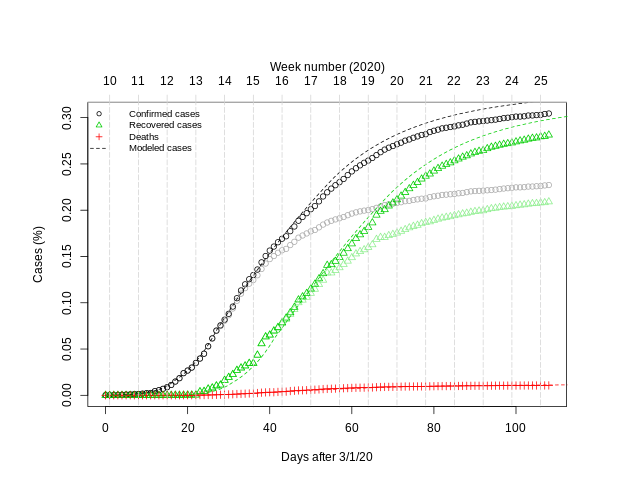 Week number (2020)
10 11 12 13 14 15 16 17 18 19 20 21 22 23 24 25
Confirmed cases
Recovered cases
Deaths
Modeled cases
Cases (%)
0.30
0.25
0.20
0.15
0.10
0.05
0.00
0 20 40 60 80 100
Days after 3/1/20